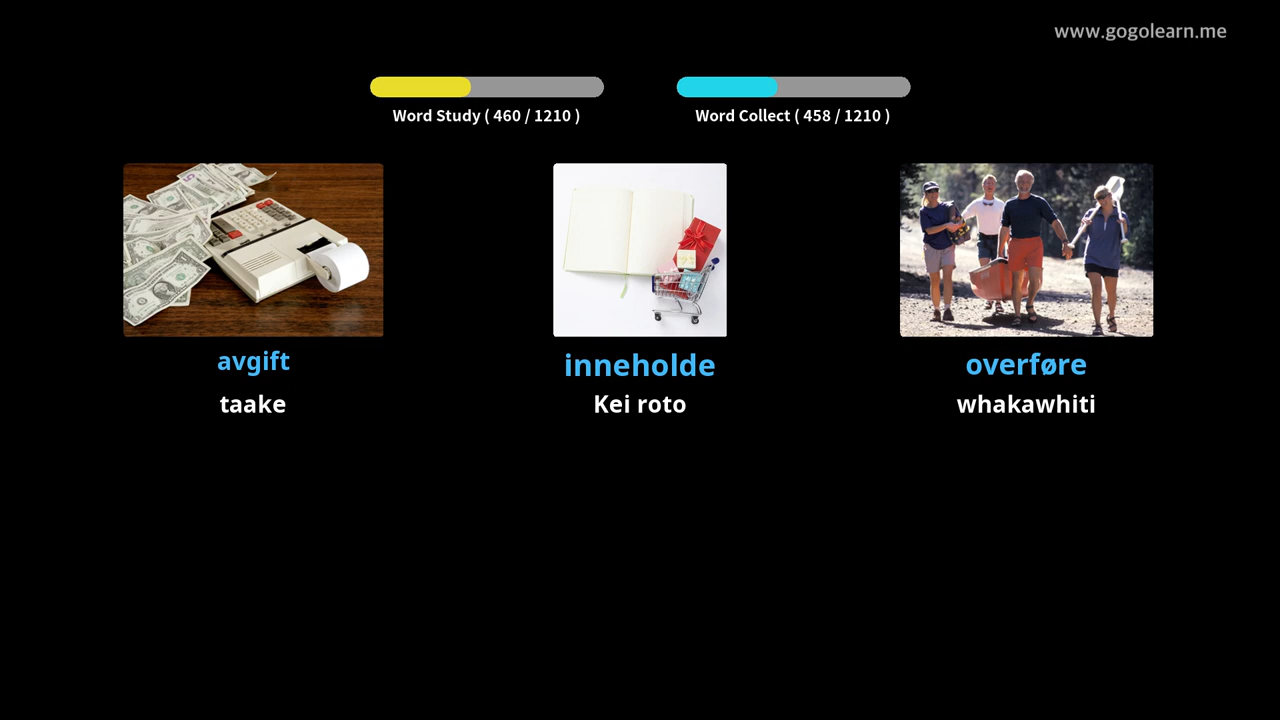 www.gogolearn.me
Word Study ( 460 / 1210 )
Word Collect ( 458 / 1210 )
avgift
inneholde
overføre
taake
Kei roto
whakawhiti